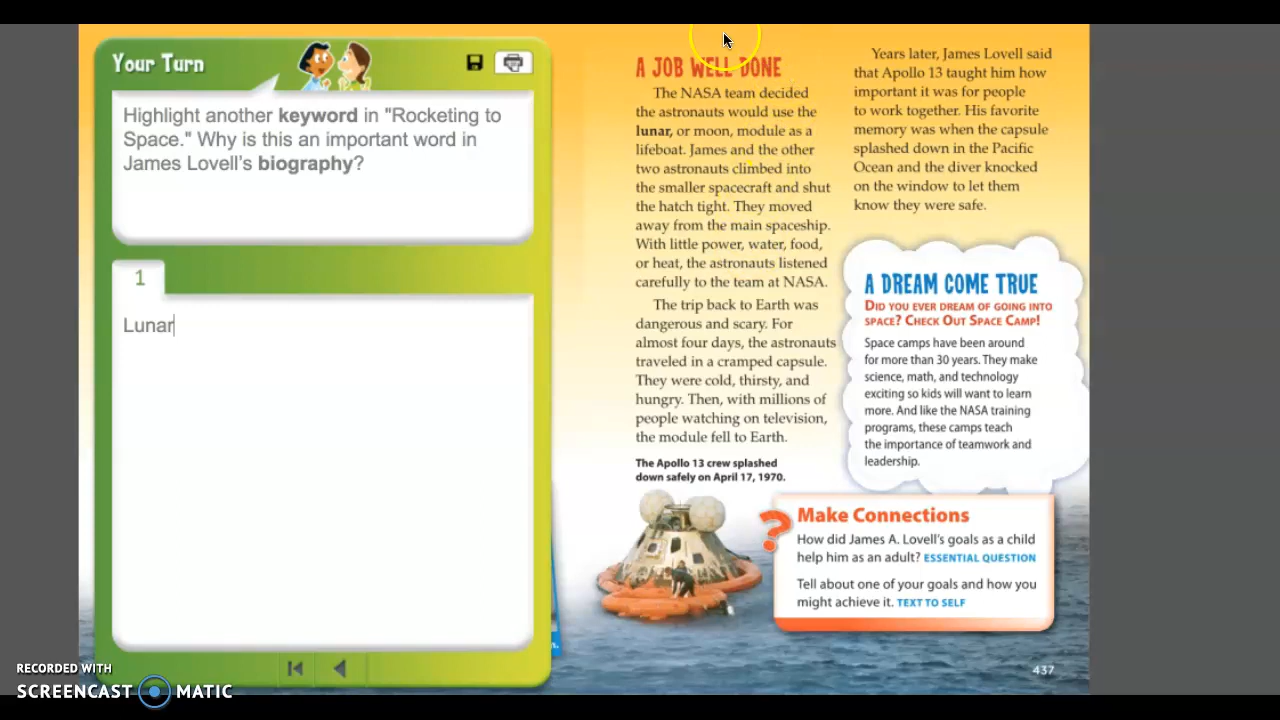 Your Turn
Highlight another keyword in "Rocketing to
Space." Why is this an important word in
James Lovell's biography?
1
Lunar
A JOB WELL DONE
The NASA team decided
the astronauts would use the
lunar, or moon, module as a
lifeboat. James and the other
two astronauts climbed into
the smaller spacecraft and shut
the hatch tight. They moved
away from the main spaceship.
With little power, water, food,
or heat, the astronauts listened
carefully to the team at NASA.
The trip back to Earth was
dangerous and scary. For
almost four days, the astronauts
traveled in a cramped capsule.
They were cold, thirsty, and
hungry. Then, with millions of
people watching on television,
the module fell to Earth.
The Apollo 13 crew splashed
down safely on April 17, 1970.
Years later, James Lovell said
that Apollo 13 taught him how
important it was for people
to work together. His favorite
memory was when the capsule
splashed down in the Pacific
Ocean and the diver knocked
on the window to let them
know they were safe.
A DREAM COME TRUE
DID YOU EVER DREAM OF GOING INTO
SPACE? CHECK OUT SPACE CAMP!
Space camps have been around
for more than 30 years. They make
science, math, and technology
exciting so kids will want to learn
more. And like the NASA training
programs, these camps teach
the importance of teamwork and
leadership.
?
Make Connections
How did James A. Lovell's goals as a child
help him as an adult? ESSENTIAL QUESTION
Tell about one of your goals and how you
might achieve it. TEXT TO SELF
437
RECORDED WITH
SCREENCAST MATIC